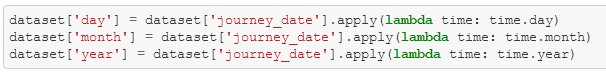 dataset['day'] = dataset['journey_date'].apply(lambda time: time.day)
dataset['month'] = dataset['journey_date'].apply(lambda time: time.month)
dataset['year'] = dataset['journey_date'].apply(lambda time: time.year)